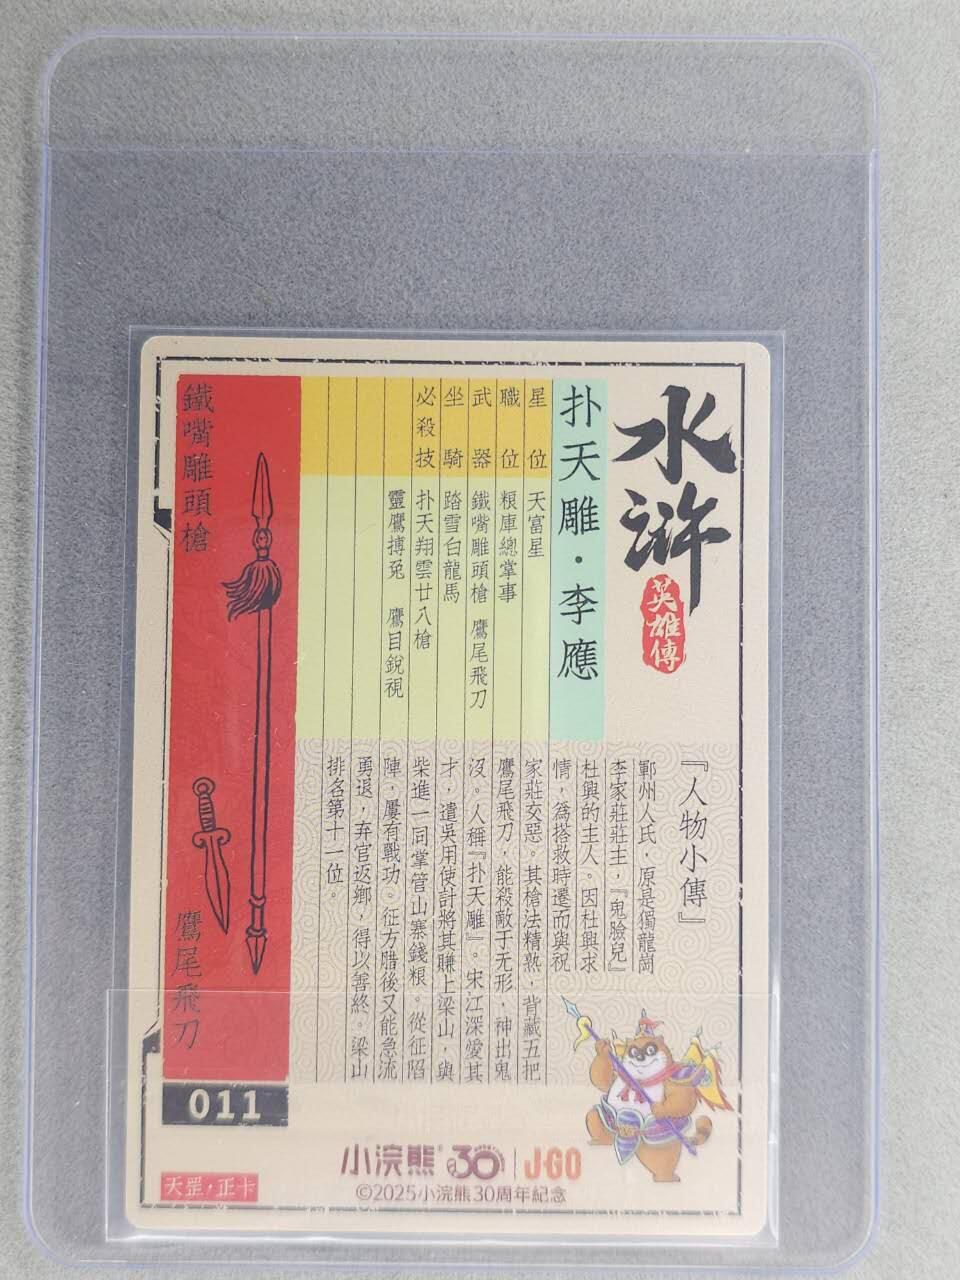 水滸
英雄傳
扑天雕·李應
星位 天富星
職位 粮庫總掌事
武器 鐵嘴雕頭槍 鷹尾飛刀
坐騎 踏雪白龍馬
必殺技 扑天翔雲廿八槍
靈鷹搏兔 鷹目銳視
鐵嘴雕頭槍
鷹尾飛刀
『人物小傳』
鄆州人氏，原是獨龍崗
李家莊莊主，『鬼臉兒』
杜興的主人。因杜興求
情，為搭救時遷而與祝
家莊交惡。其槍法精熟，背藏五把
鷹尾飛刀，能殺敵于无形，神出鬼
沒。人稱『扑天雕』。宋江深愛其
才，遣吳用使計將其賺上梁山，與
柴進一同掌管山寨錢粮。從征陷
陣，屢有戰功。征方腊後又能急流
勇退，弃官返鄉，得以善終。梁山
排名第十一位。
011
天罡·正卡
小浣熊 30 J·GO
©2025小浣熊30周年紀念